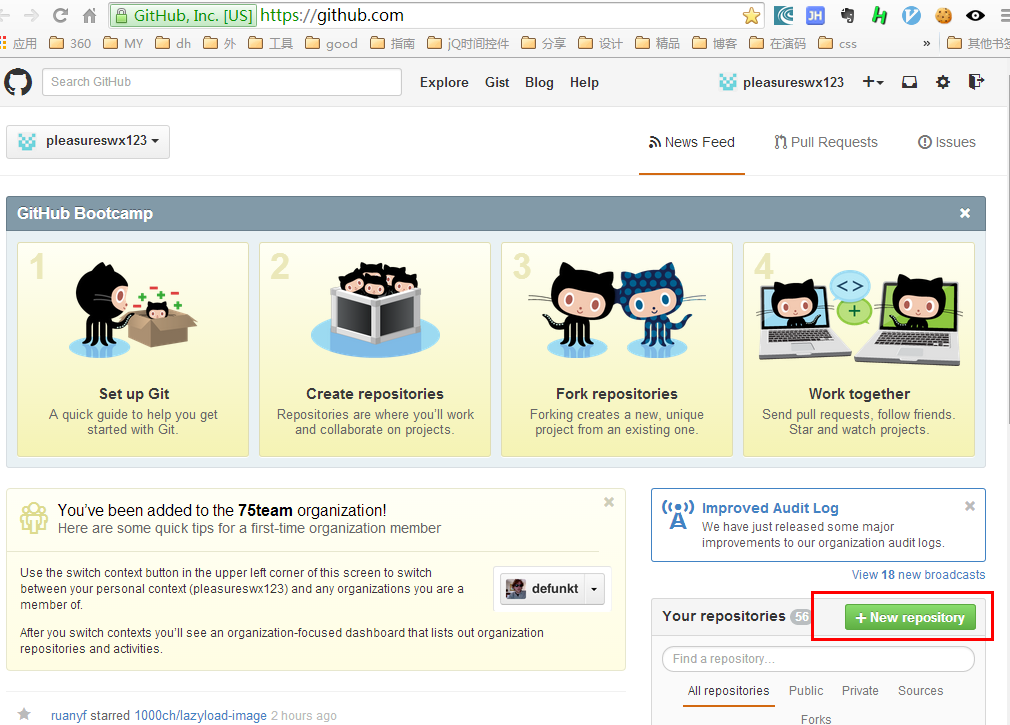 GitHub, Inc. [US] https://github.com
应用 360 MY dh 外 工具 good 指南 jQ时间控件 分享 设计 精品 博客 在演码 css » 其他书签
Search GitHub
Explore Gist Blog Help
pleasureswx123
pleasureswx123
News Feed Pull Requests Issues
GitHub Bootcamp
1
Set up Git
A quick guide to help you get
started with Git.
2
Create repositories
Repositories are where you'll work
and collaborate on projects.
3
Fork repositories
Forking creates a new, unique
project from an existing one.
4
Work together
Send pull requests, follow friends.
Star and watch projects.
You've been added to the 75team organization!
Here are some quick tips for a first-time organization member
Use the switch context button in the upper left corner of this screen to switch
between your personal context (pleasureswx123) and any organizations you are a
member of.
defunkt
After you switch contexts you'll see an organization-focused dashboard that lists out organization
repositories and activities.
ruanyf starred 1000ch/lazyload-image 2 hours ago
Improved Audit Log
We have just released some major
improvements to our organization audit logs.
View 18 new broadcasts
Your repositories 56
+ New repository
Find a repository...
All repositories Public Private Sources
Forks